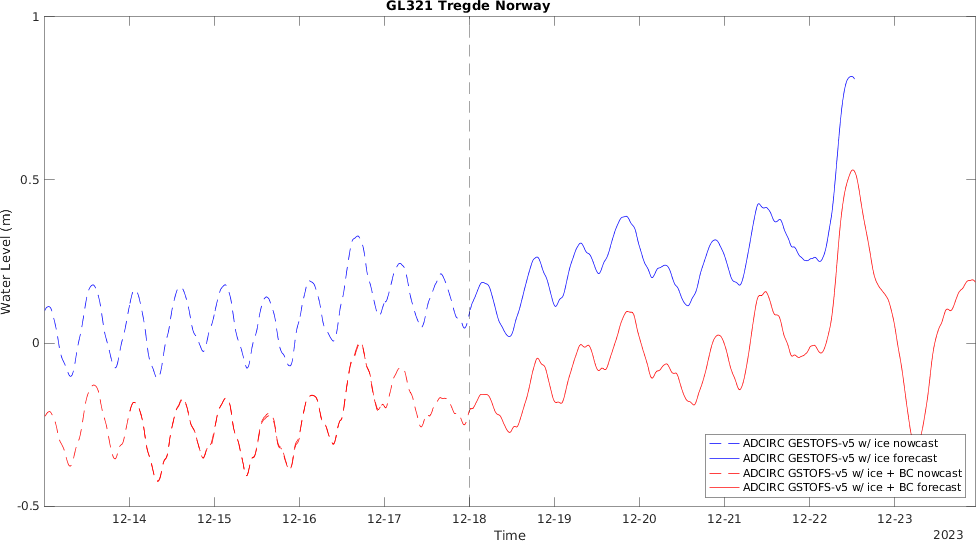 GL321 Tregde Norway
1
0.5
0
-0.5
Water Level (m)
12-14 12-15 12-16 12-17 12-18 12-19 12-20 12-21 12-22 12-23
Time
2023
ADCIRC GESTOFS-v5 w/ ice nowcast
ADCIRC GESTOFS-v5 w/ ice forecast
ADCIRC GSTOFS-v5 w/ ice + BC nowcast
ADCIRC GSTOFS-v5 w/ ice + BC forecast